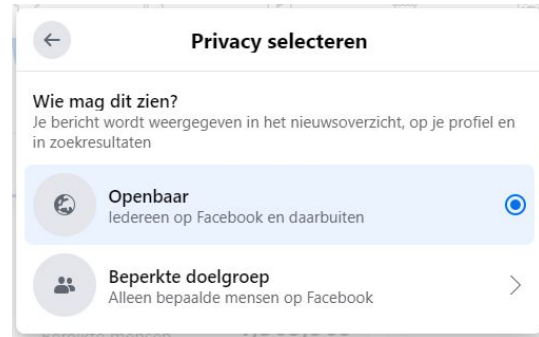 Privacy selecteren
Wie mag dit zien?
Je bericht wordt weergegeven in het nieuwsoverzicht, op je profiel en
in zoekresultaten
Openbaar
Iedereen op Facebook en daarbuiten
Beperkte doelgroep
Alleen bepaalde mensen op Facebook